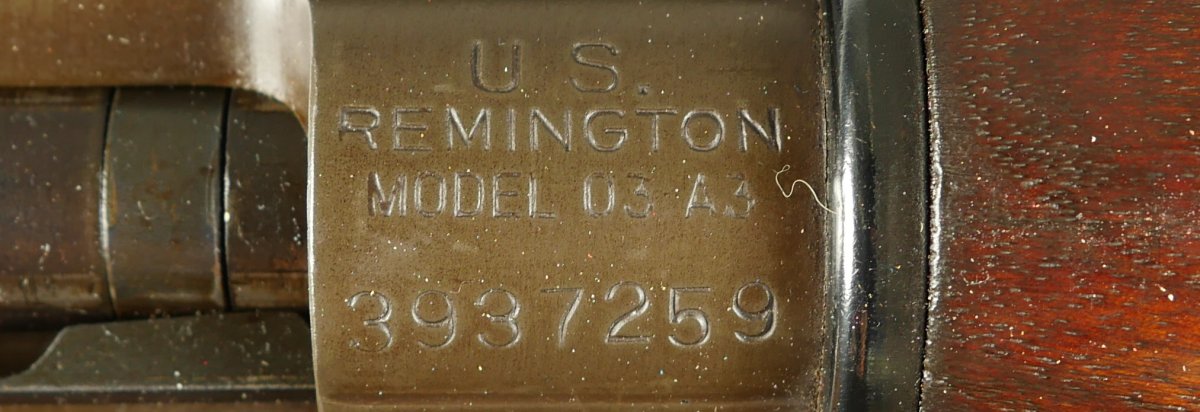 U S.
REMINGTON
MODEL 03 A3
3937259